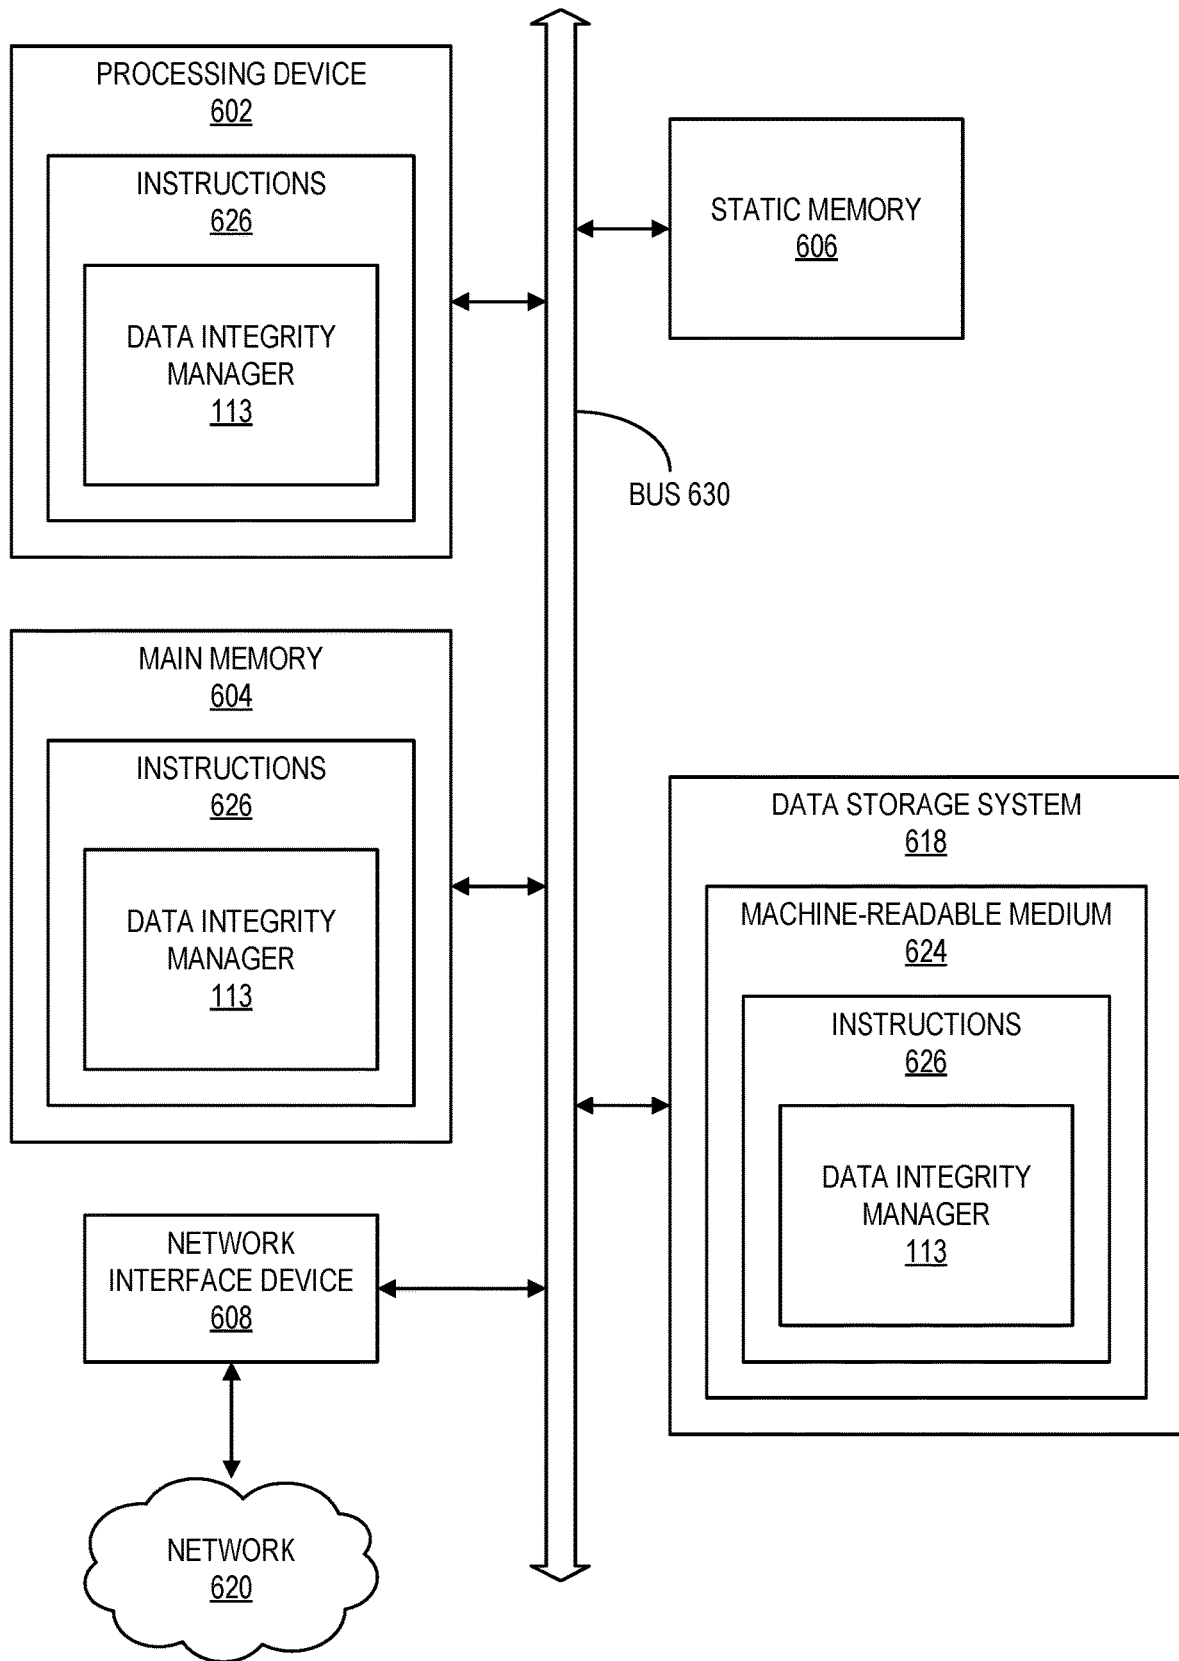 PROCESSING DEVICE
602
INSTRUCTIONS
626
DATA INTEGRITY
MANAGER
113
STATIC MEMORY
606
BUS 630
MAIN MEMORY
604
INSTRUCTIONS
626
DATA INTEGRITY
MANAGER
113
DATA STORAGE SYSTEM
618
MACHINE-READABLE MEDIUM
624
INSTRUCTIONS
626
DATA INTEGRITY
MANAGER
113
NETWORK
INTERFACE DEVICE
608
NETWORK
620